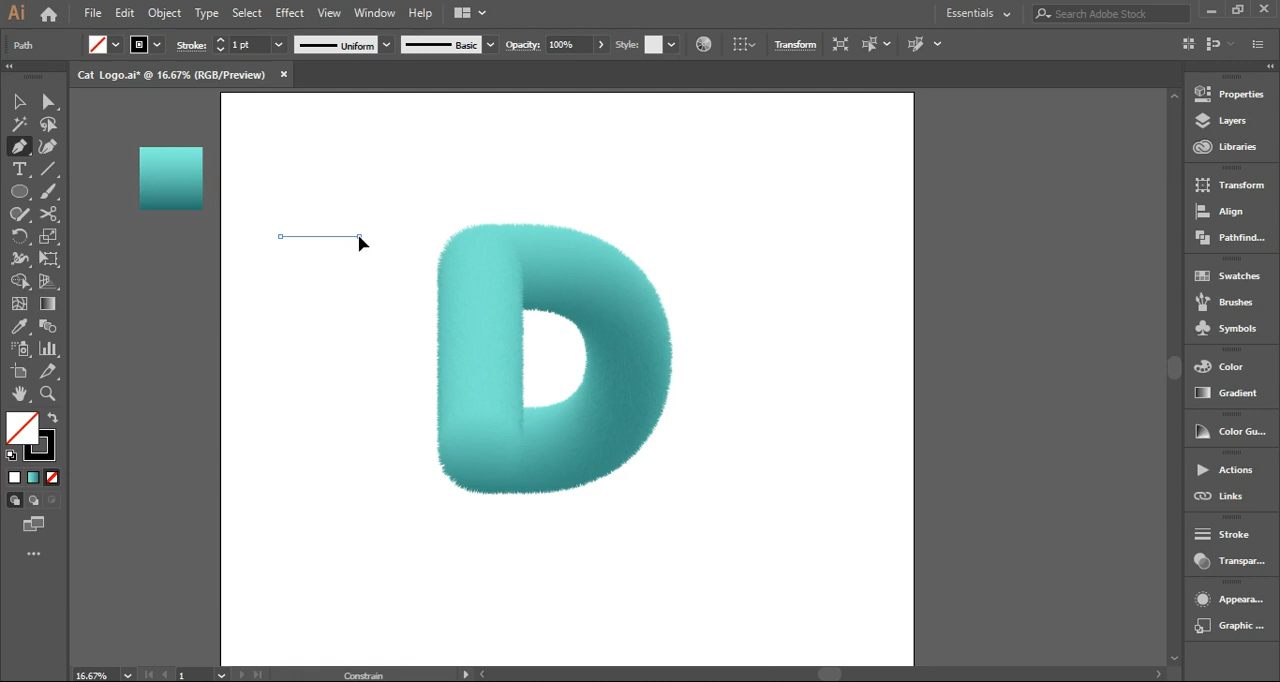 Ai File Edit Object Type Select Effect View Window Help Essentials Search Adobe Stock
Path Stroke: 1 pt Uniform Basic Opacity: 100% Style: Transform
Cat Logo.ai* @ 16.67% (RGB/Preview)
Properties
Layers
Libraries
Transform
Align
Pathfind...
Swatches
Brushes
Symbols
Color
Gradient
Color Gu...
Actions
Links
Stroke
Transpar...
Appeara...
Graphic ...
D
16.67% 1 Constrain